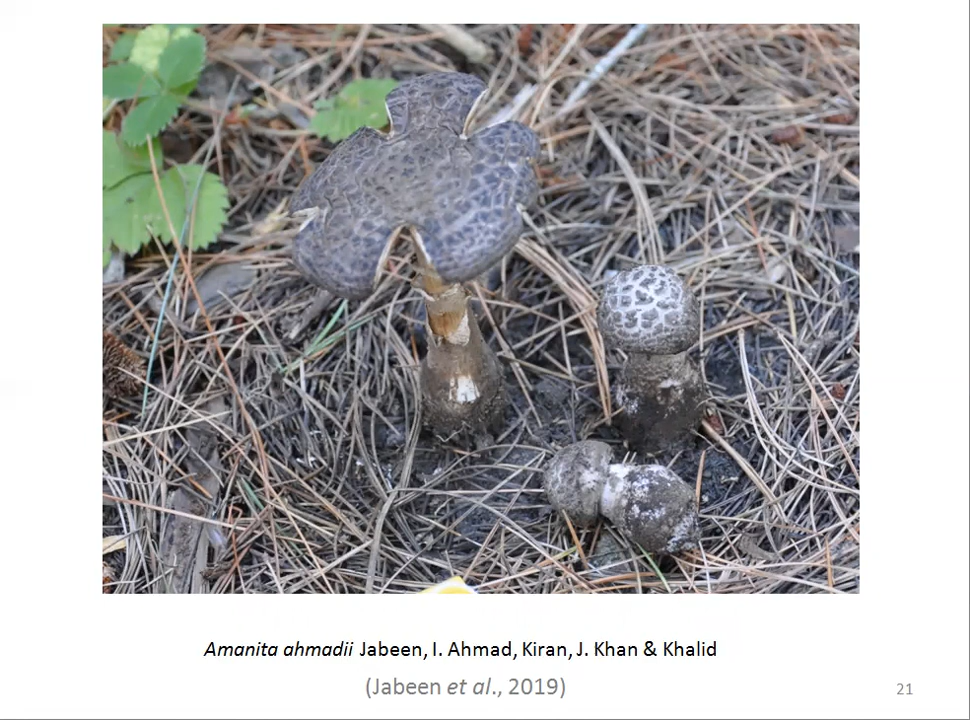 Amanita ahmadii Jabeen, I. Ahmad, Kiran, J. Khan & Khalid
(Jabeen et al., 2019)
21